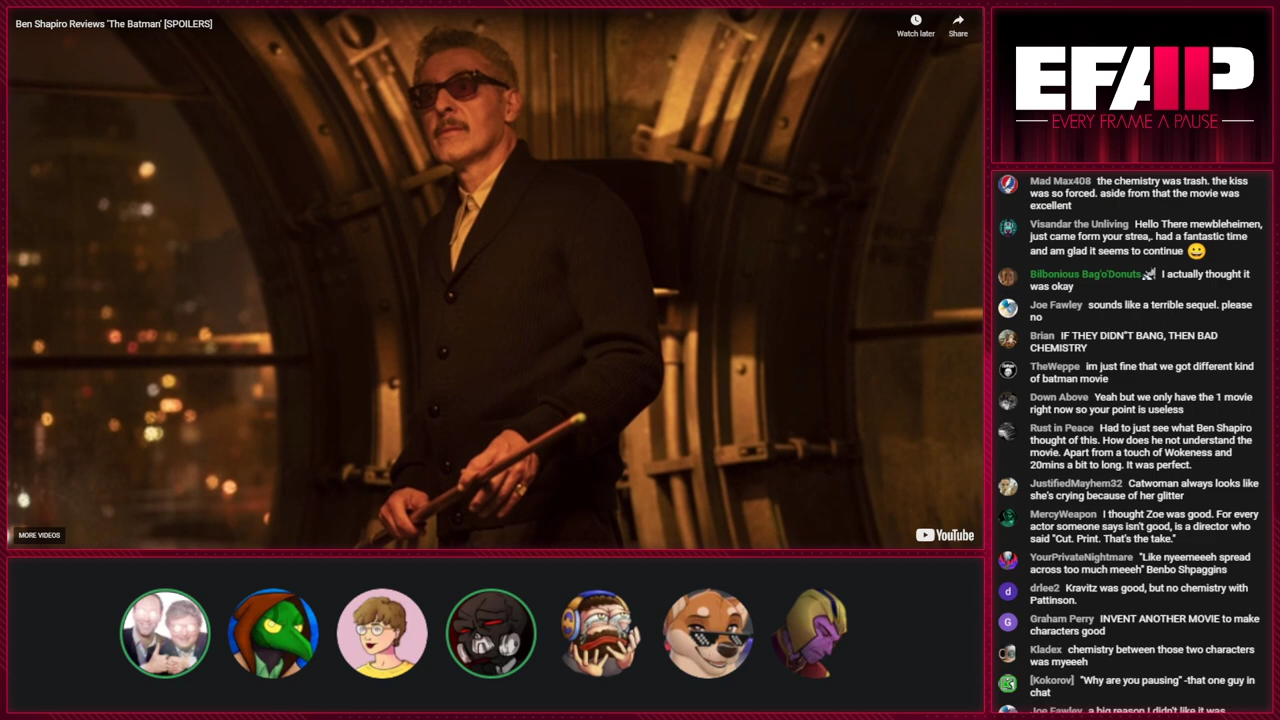 Ben Shapiro Reviews 'The Batman' [SPOILERS]
Watch later
Share
MORE VIDEOS
YouTube
EFAP
EVERY FRAME A PAUSE
Mad Max408 the chemistry was trash. the kiss
was so forced. aside from that the movie was
excellent
Visandar the Unliving Hello There mewbleheimen,
just came form your strea,. had a fantastic time
and am glad it seems to continue 😀
Bilbonious Bag'o'Donuts I actually thought it
was okay
Joe Fawley sounds like a terrible sequel. please
no
Brian IF THEY DIDN"T BANG, THEN BAD
CHEMISTRY
TheWeppe im just fine that we got different kind
of batman movie
Down Above Yeah but we only have the 1 movie
right now so your point is useless
Rust in Peace Had to just see what Ben Shapiro
thought of this. How does he not understand the
movie. Apart from a touch of Wokeness and
20mins a bit to long. It was perfect.
JustifiedMayhem32 Catwoman always looks like
she's crying because of her glitter
MercyWeapon I thought Zoe was good. For every
actor someone says isn't good, is a director who
said "Cut. Print. That's the take."
YourPrivateNightmare "Like nyeemeeeh spread
across too much meeeh" Benbo Shpaggins
d
drlee2 Kravitz was good, but no chemistry with
Pattinson.
G
Graham Perry INVENT ANOTHER MOVIE to make
characters good
Kladex chemistry between those two characters
was myeeeh
[Kokorov] "Why are you pausing" -that one guy in
chat
Joe Fawley a big reason I didn't like it was